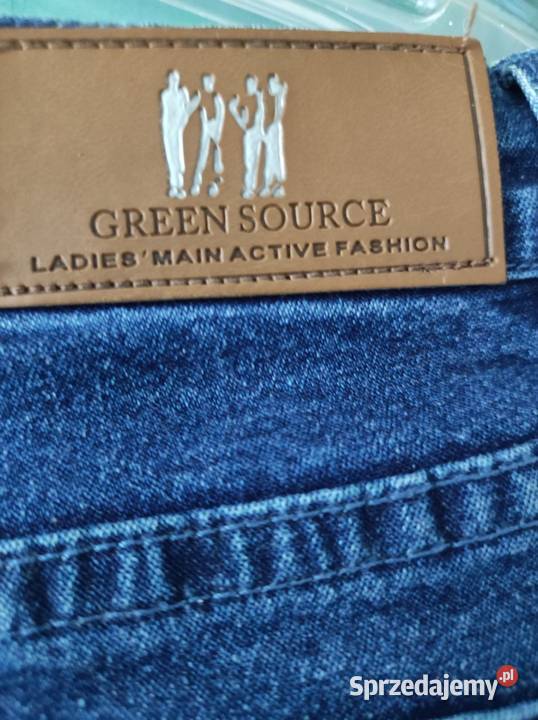 GREEN SOURCE
LADIES' MAIN ACTIVE FASHION
Sprzedajemy.pl